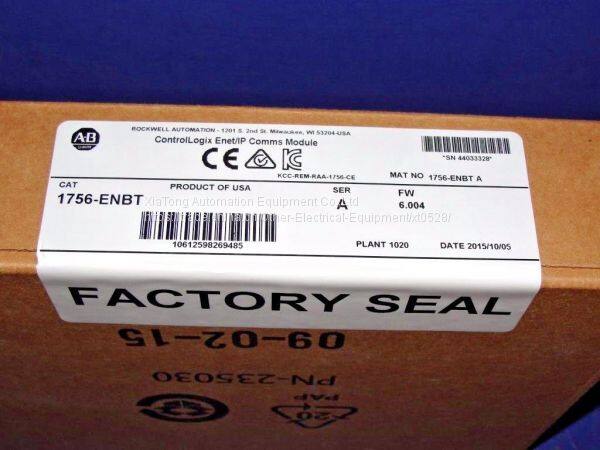 A-B
ROCKWELL AUTOMATION - 1201 S. 2nd St. Milwaukee, WI 53204-USA
ControlLogix Enet/IP Comms Module
CE
KCC-REM-RAA-1756-CE
*SN 44033328*
MAT NO 1756-ENBT A
CAT
1756-ENBT
PRODUCT OF USA
SER
A
FW
6.004
XiaTong Automation Equipment Co.,Ltd
10612598269485
PLANT 1020
DATE 2015/10/05
FACTORY SEAL
09-02-15
PN-235030
PAP
20